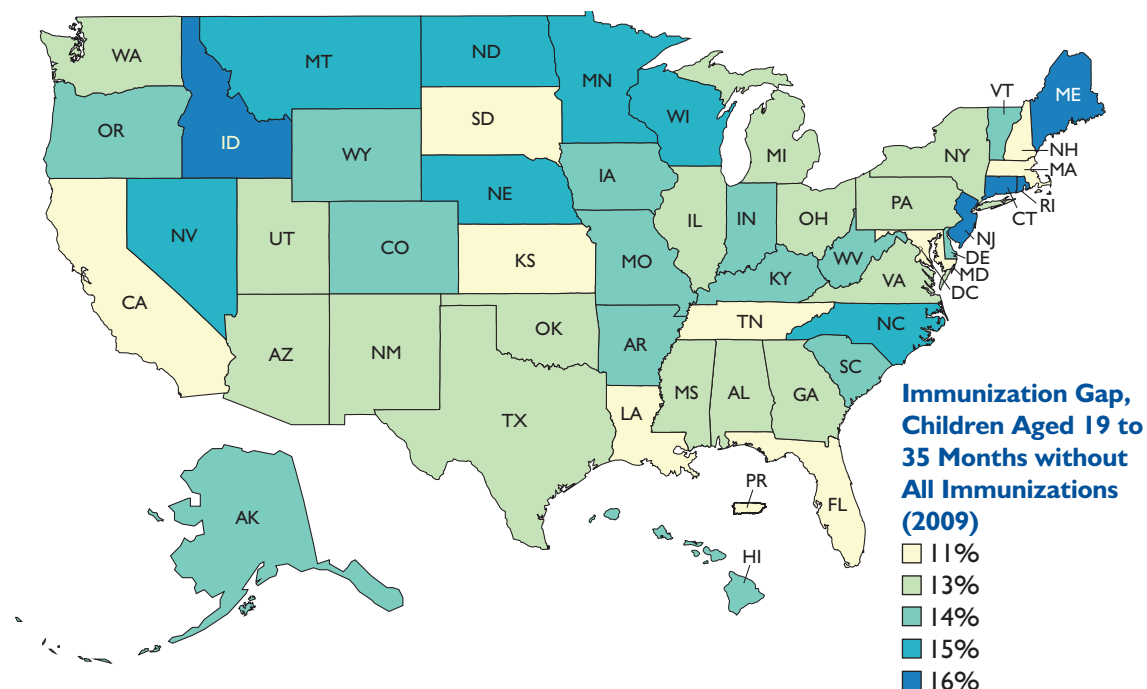 WA
MT
ND
MN
VT
ME
OR
ID
SD
WI
WY
MI
NY
NH
MA
IA
NE
RI
CT
PA
NV
UT
CO
IL
IN
OH
NJ
DE
MD
DC
KS
MO
WV
VA
KY
CA
TN
NC
OK
AZ
NM
AR
SC
MS
AL
GA
LA
TX
PR
FL
AK
HI
Immunization Gap,
Children Aged 19 to
35 Months without
All Immunizations
(2009)
11%
13%
14%
15%
16%